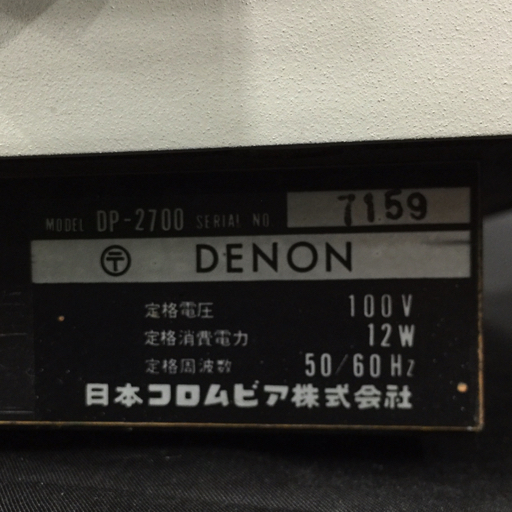 MODEL DP-2700 SERIAL NO 7159
〒 DENON
定格電圧 100V
定格消費電力 12W
定格周波数 50/60Hz
日本コロムビア株式会社